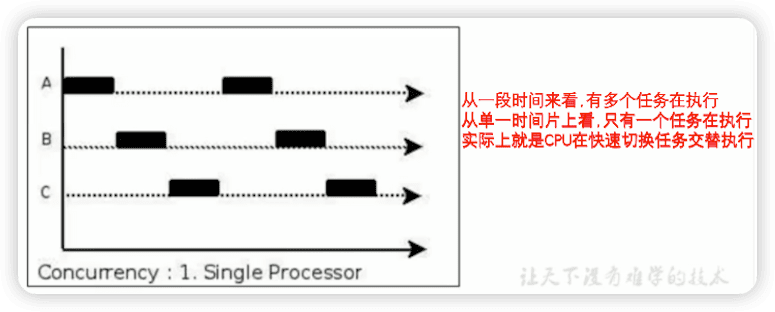 A
B
C
Concurrency : 1. Single Processor
从一段时间来看,有多个任务在执行
从单一时间片上看,只有一个任务在执行
实际上就是CPU在快速切换任务交替执行
让天下没有难学的技术